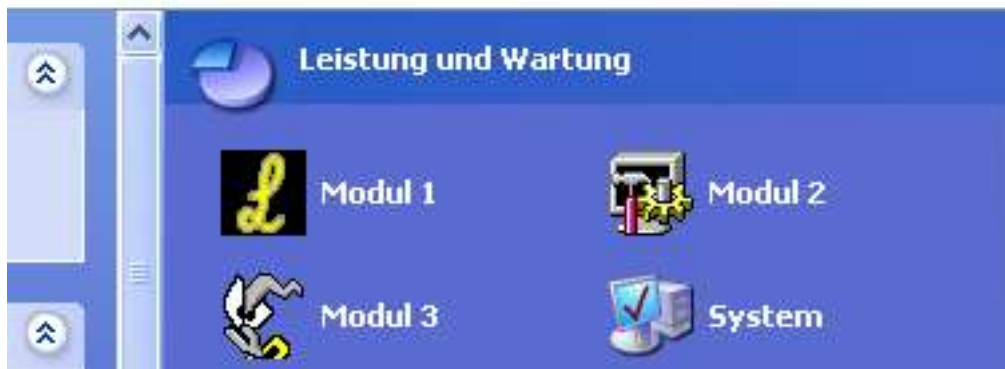 Leistung und Wartung
Modul 1
Modul 2
Modul 3
System